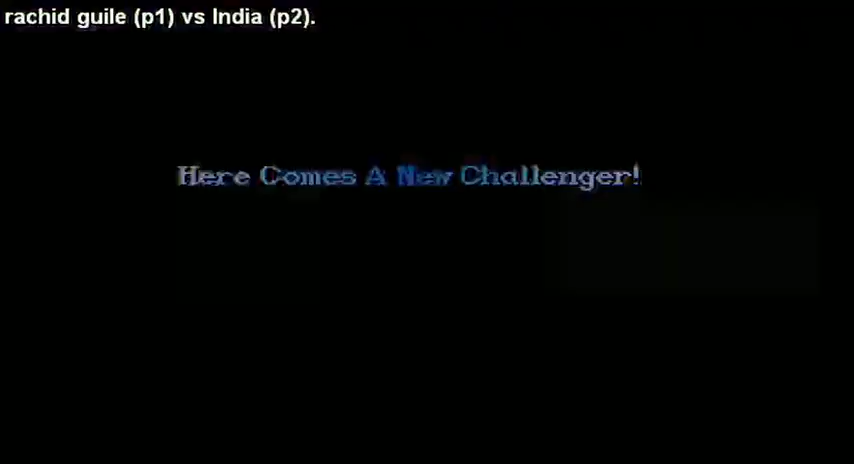 rachid guile (p1) vs India (p2).
Here Comes A New Challenger!